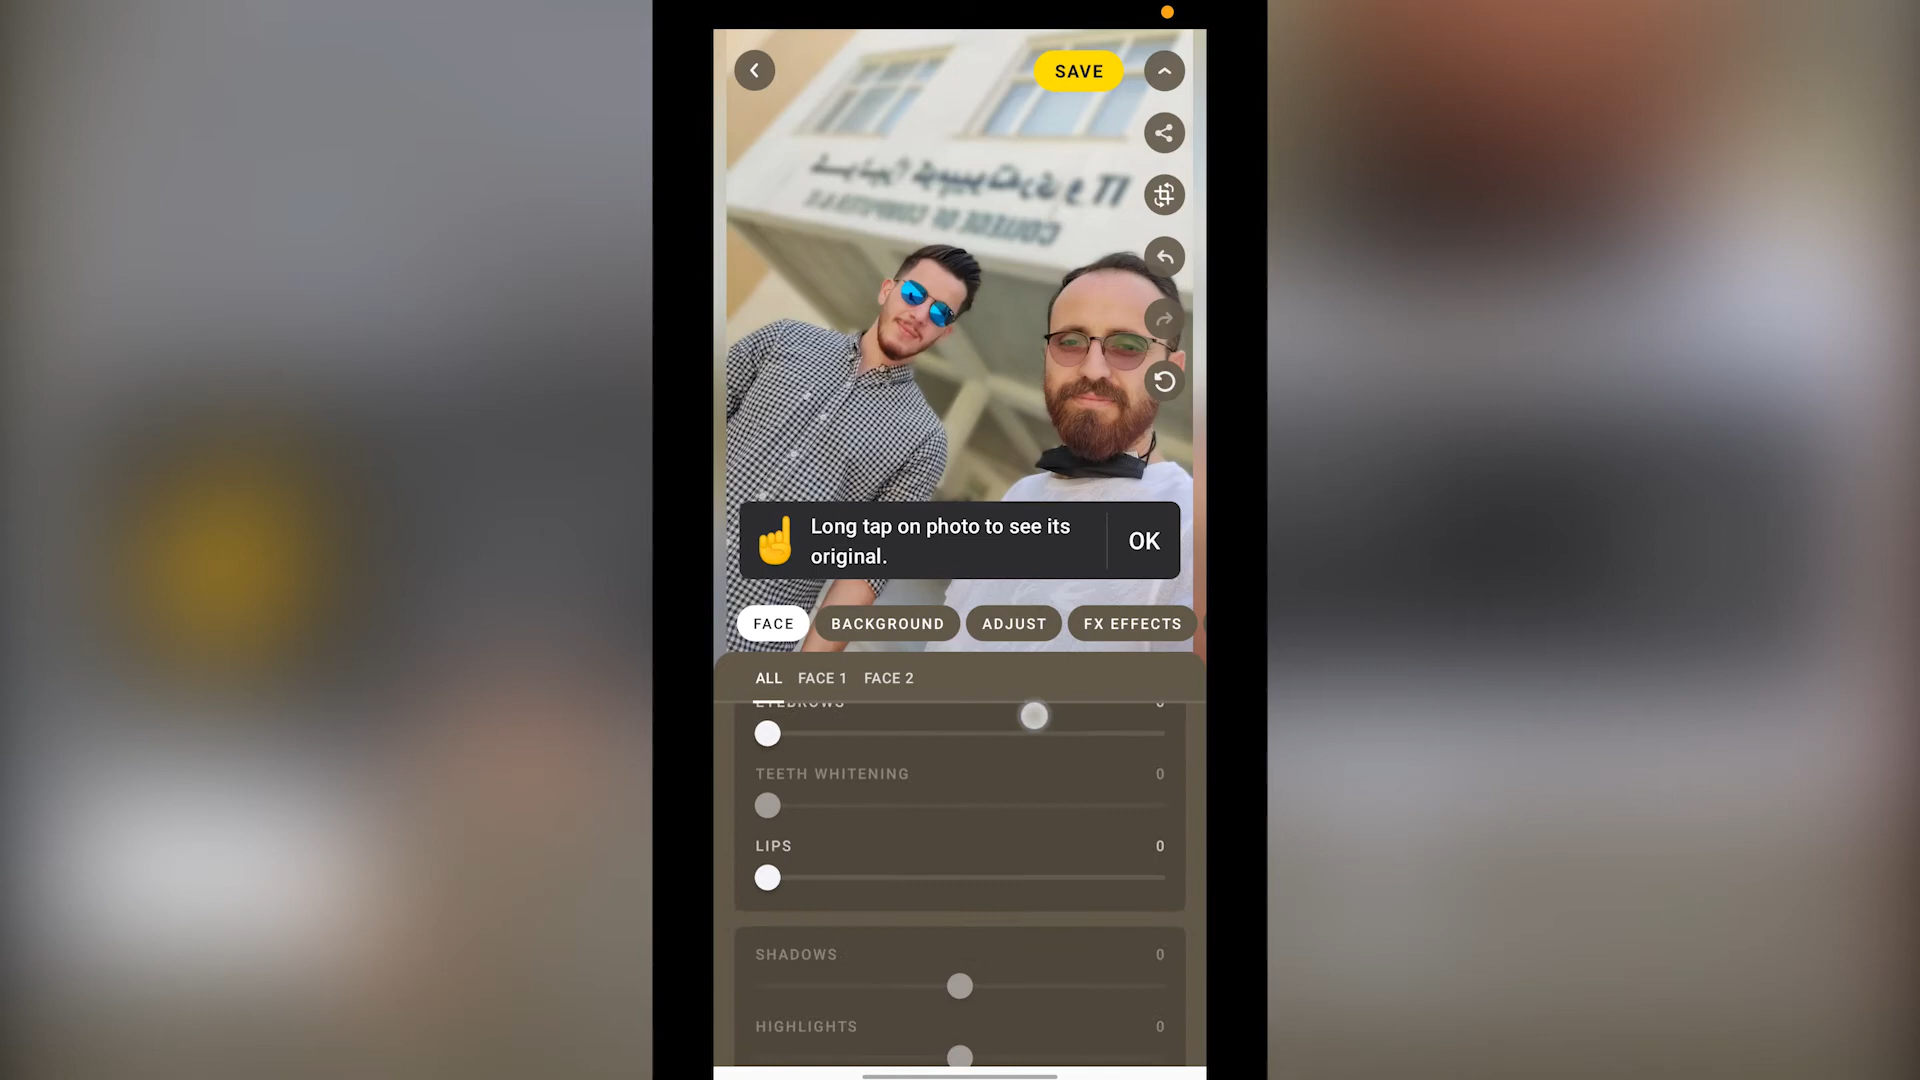 SAVE
Long tap on photo to see its
original.
OK
FACE
BACKGROUND
ADJUST
FX EFFECTS
ALL
FACE 1
FACE 2
EYEBROWS
0
TEETH WHITENING
0
LIPS
0
SHADOWS
0
HIGHLIGHTS
0